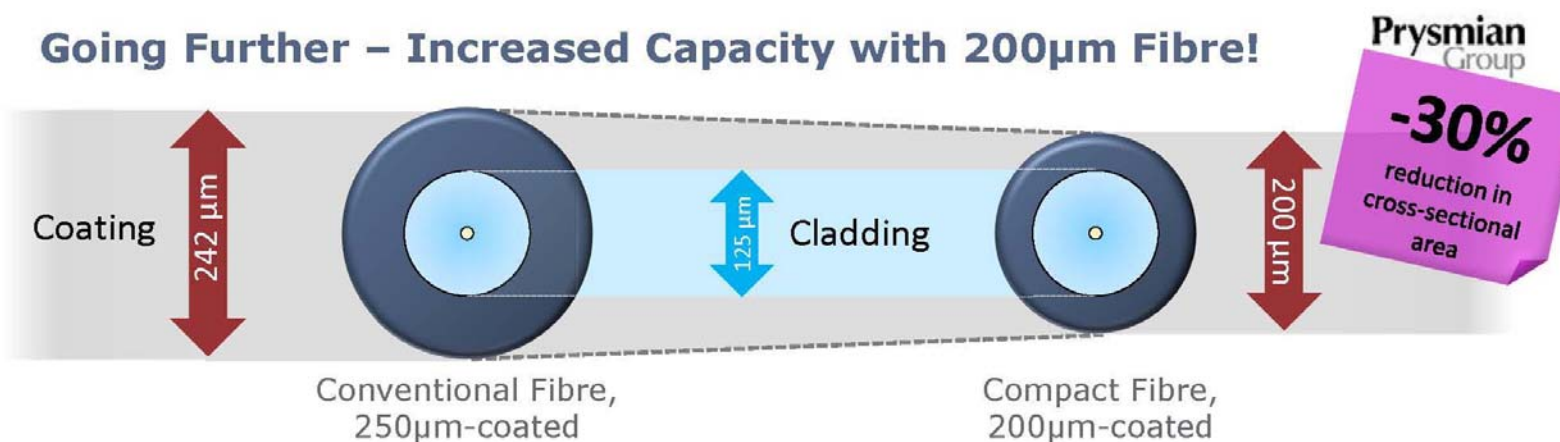 Going Further – Increased Capacity with 200µm Fibre!
Prysmian
Group
-30%
reduction in
cross-sectional
area
Coating
242 µm
125 µm
Cladding
200 µm
Conventional Fibre,
250µm-coated
Compact Fibre,
200µm-coated